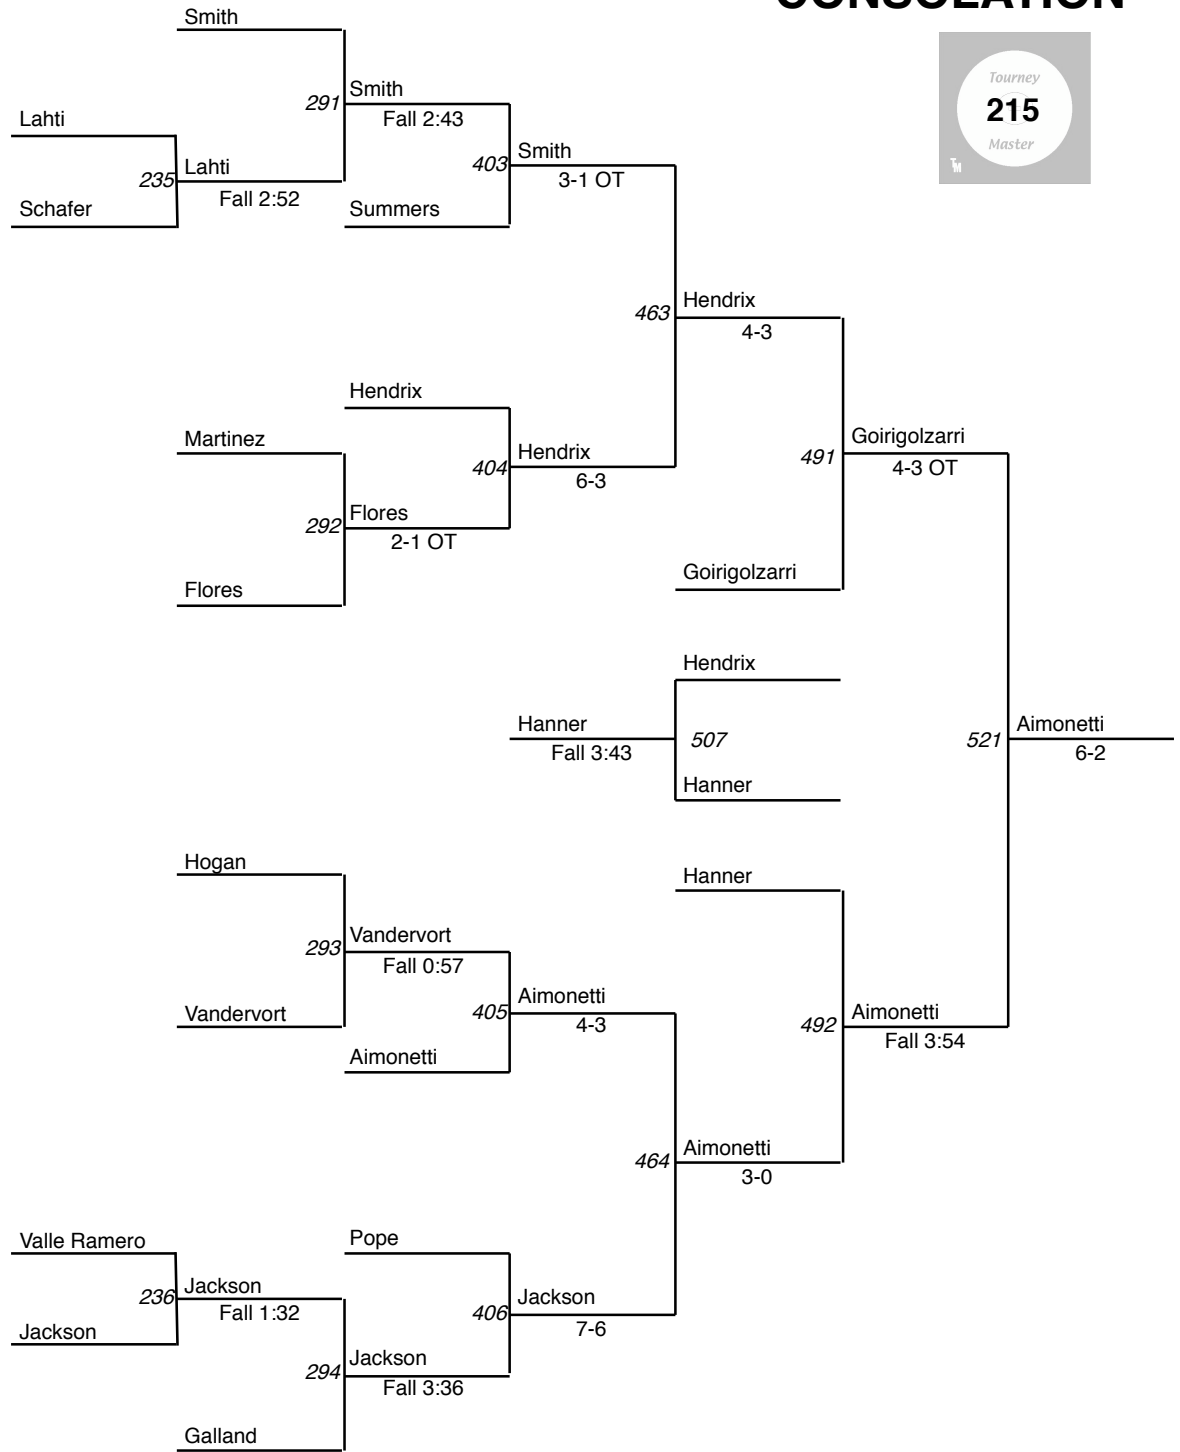 CONSOLATION
Smith
Tourney
215
Master
TM
291
Smith
Fall 2:43
Lahti
Smith
403
3-1 OT
Lahti
235
Fall 2:52
Schafer
Summers
Hendrix
463
4-3
Hendrix
Martinez
Goirigolzarri
491
4-3 OT
Hendrix
404
6-3
Flores
292
2-1 OT
Goirigolzarri
Flores
Hendrix
Hanner
507
Fall 3:43
521
Aimonetti
6-2
Hanner
Hogan
Hanner
Vandervort
293
Fall 0:57
Aimonetti
405
4-3
Vandervort
492
Aimonetti
Fall 3:54
Aimonetti
464
Aimonetti
3-0
Valle Ramero
Pope
Jackson
236
Fall 1:32
Jackson
406
7-6
Jackson
Jackson
294
Fall 3:36
Galland